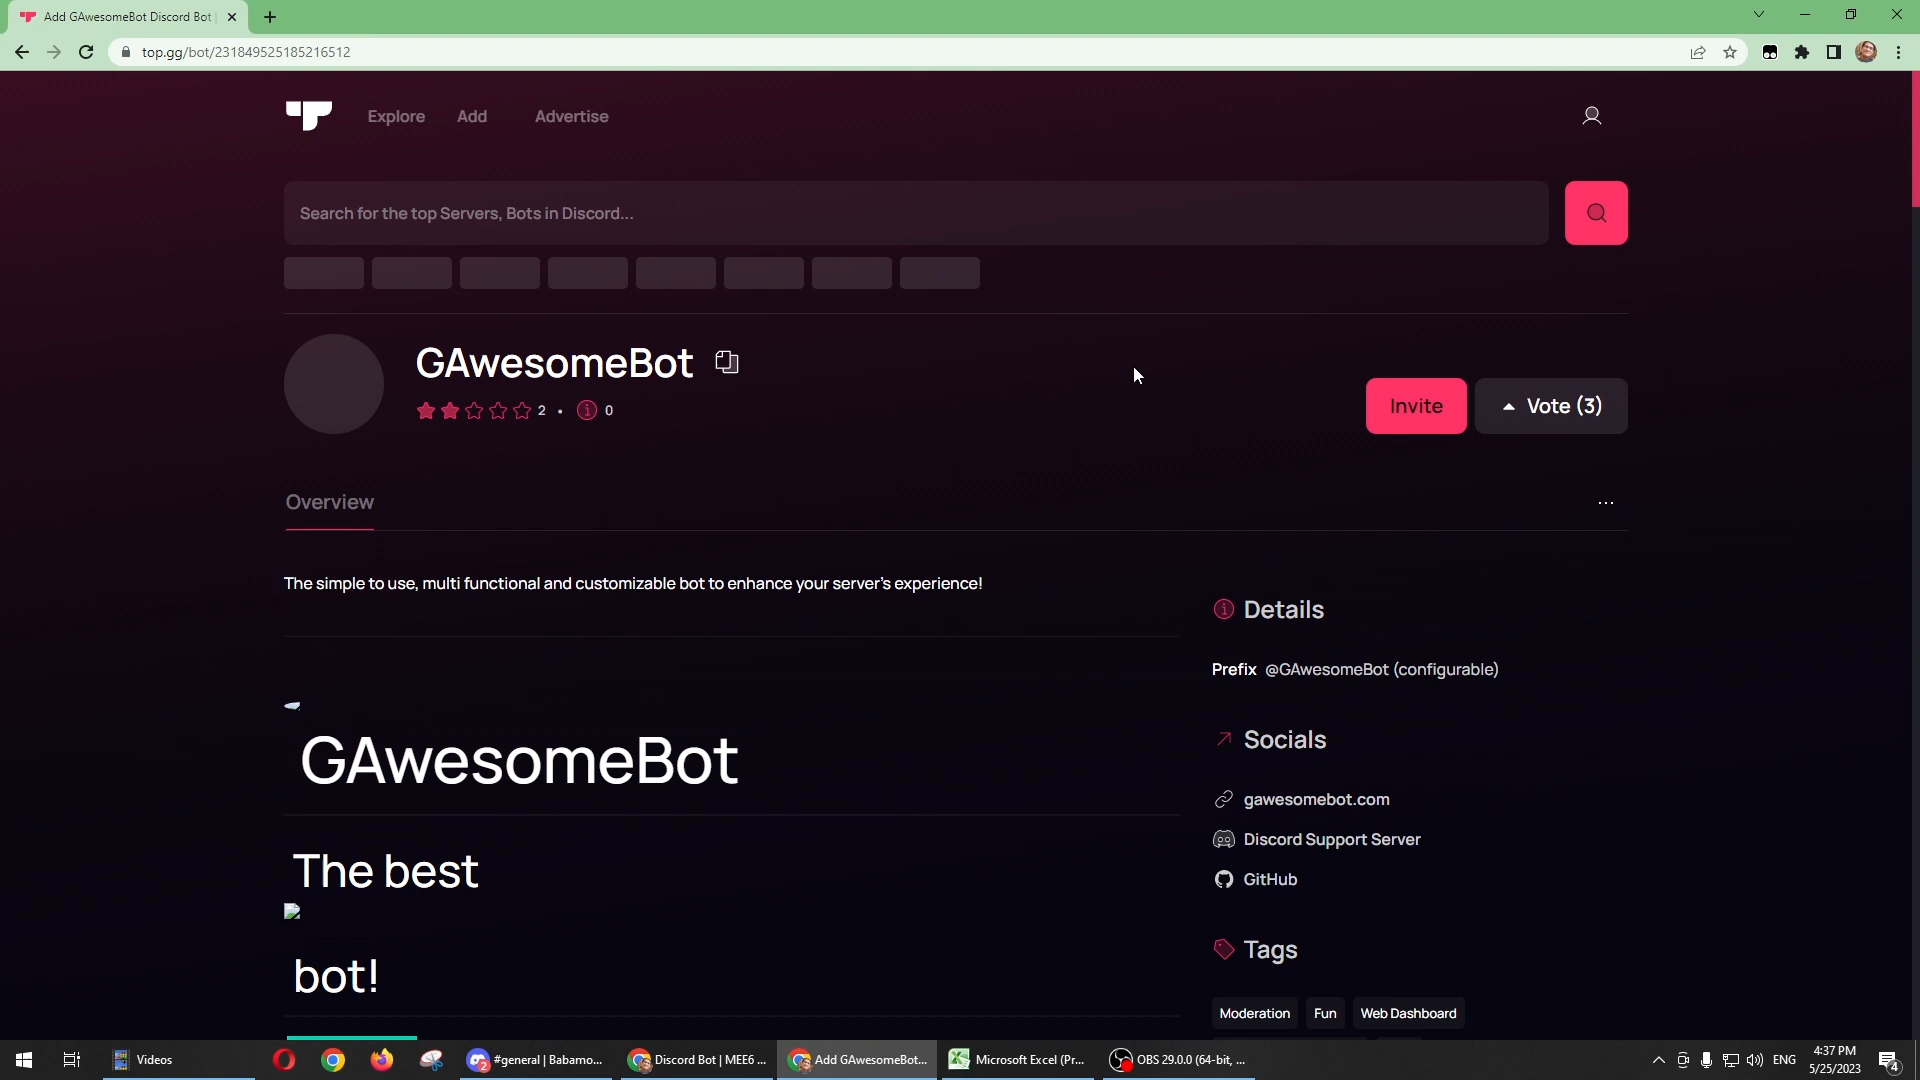 Add GAwesomeBot Discord Bot |
top.gg/bot/231849525185216512
Explore Add Advertise
Search for the top Servers, Bots in Discord...
GAwesomeBot
2 • 0
Invite
Vote (3)
Overview
...
The simple to use, multi functional and customizable bot to enhance your server's experience!
Details
Prefix @GAwesomeBot (configurable)
GAwesomeBot
Socials
gawesomebot.com
Discord Support Server
GitHub
The best
bot!
Tags
Moderation Fun Web Dashboard
Videos
2
#general | Babamo...
Discord Bot | MEE6 ...
Add GAwesomeBot...
Microsoft Excel (Pr...
OBS 29.0.0 (64-bit, ...
ENG
4:37 PM
5/25/2023
4